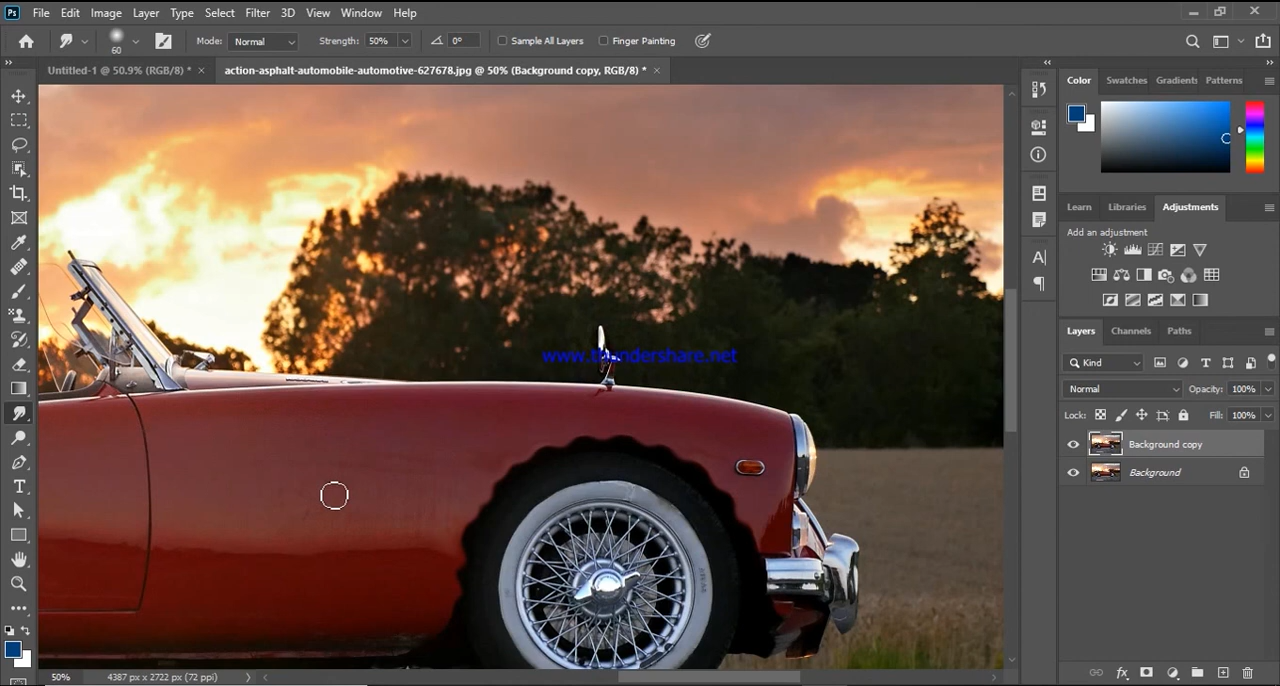 Ps File Edit Image Layer Type Select Filter 3D View Window Help
60 Mode: Normal Strength: 50% 0° Sample All Layers Finger Painting
Untitled-1 @ 50.9% (RGB/8) * × action-asphalt-automobile-automotive-627678.jpg @ 50% (Background copy, RGB/8) * ×
Color Swatches Gradients Patterns
Learn Libraries Adjustments
Add an adjustment
Layers Channels Paths
Kind
Normal Opacity: 100%
Lock: Fill: 100%
Background copy
Background
www.thundershare.net
50% 4387 px x 2722 px (72 ppi)